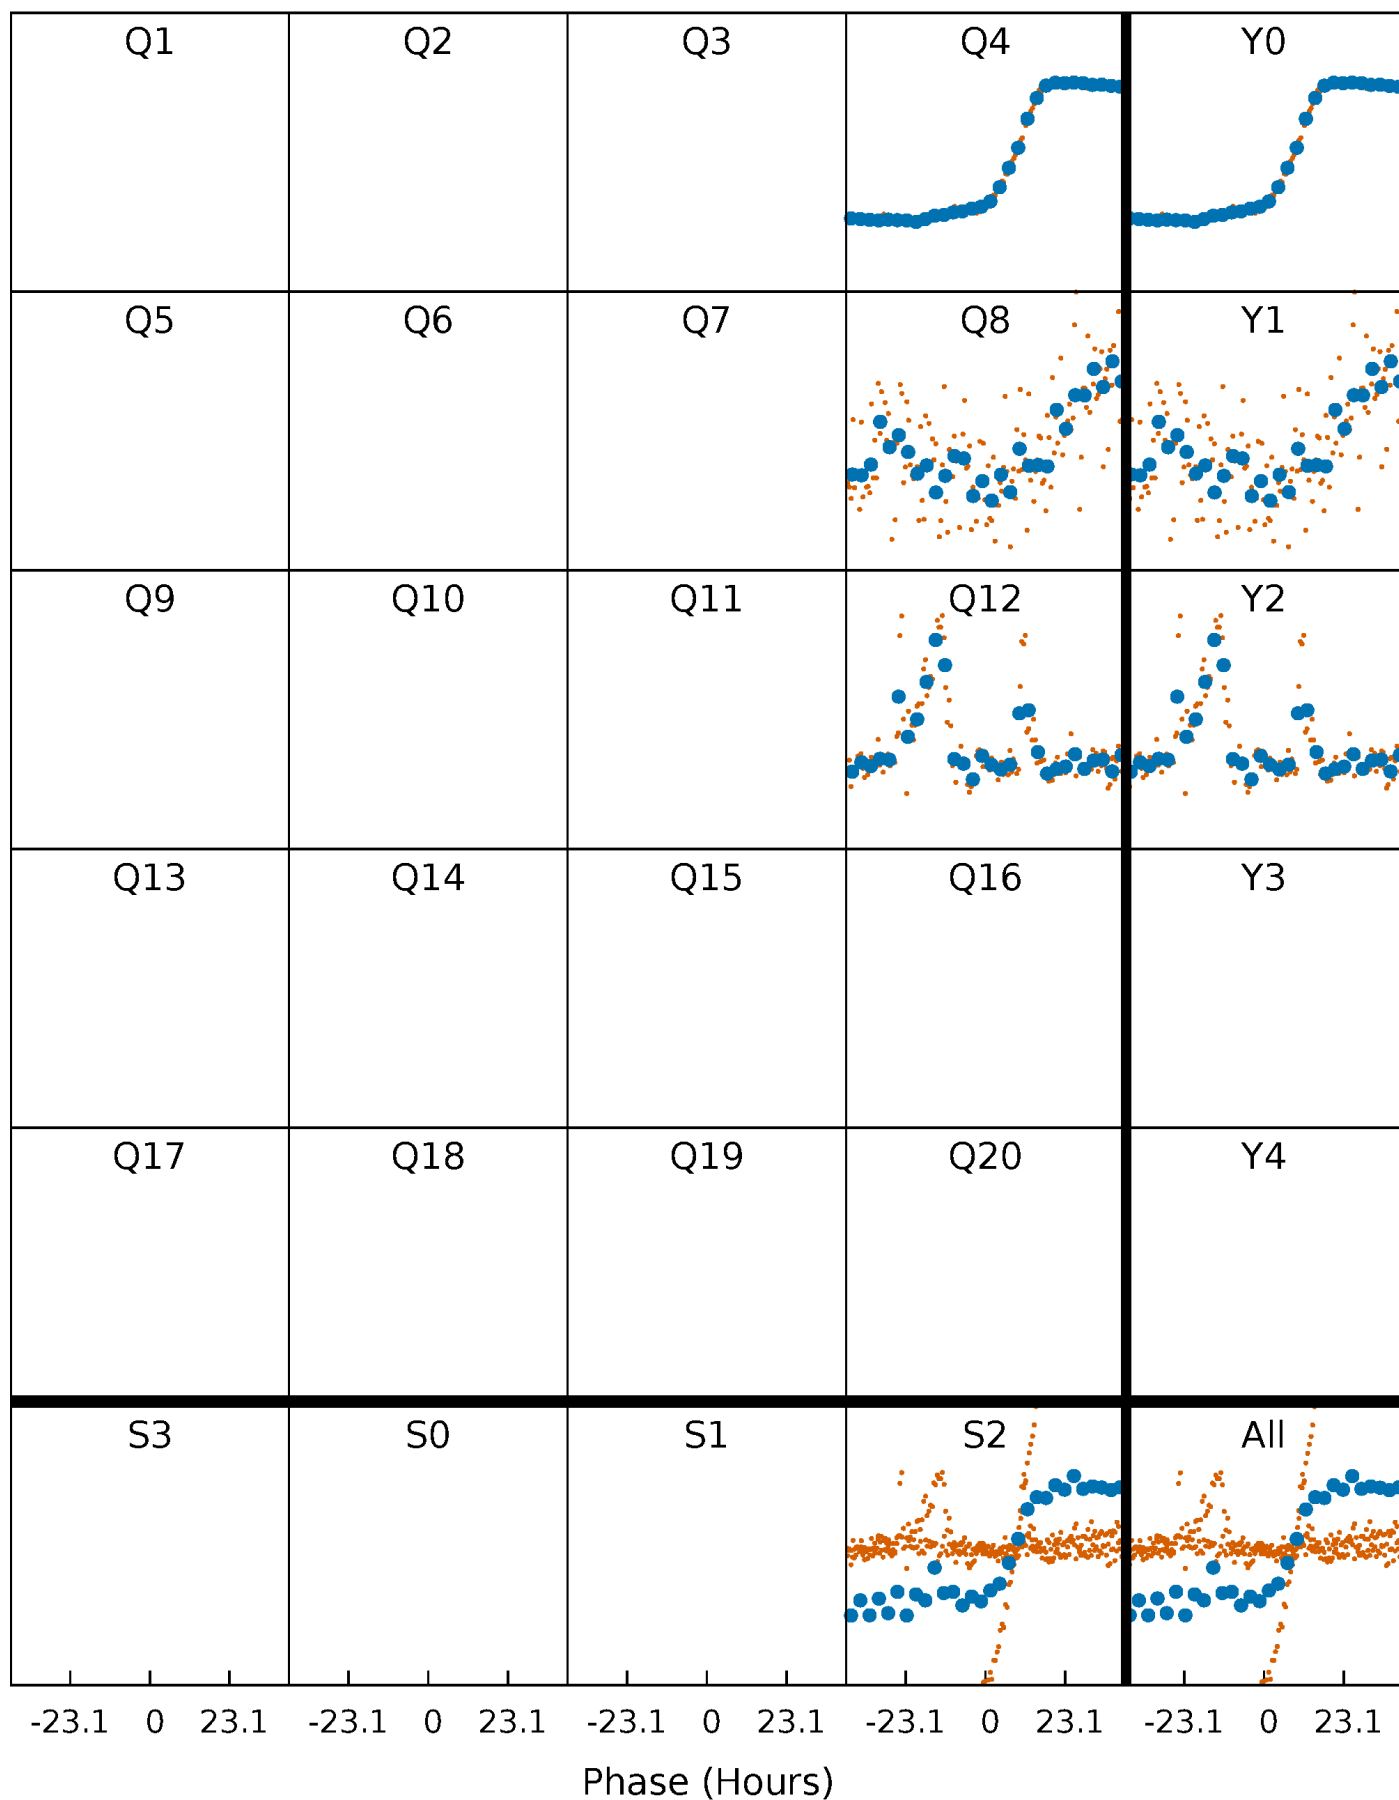 Q1 Q2 Q3 Q4 Y0
Q5 Q6 Q7 Q8 Y1
Q9 Q10 Q11 Q12 Y2
Q13 Q14 Q15 Q16 Y3
Q17 Q18 Q19 Q20 Y4
S3 S0 S1 S2 All
-23.1 0 23.1 -23.1 0 23.1 -23.1 0 23.1 -23.1 0 23.1 -23.1 0 23.1
Phase (Hours)